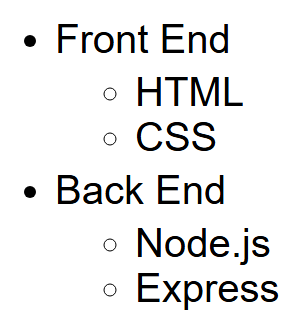 Front End
HTML
CSS
Back End
Node.js
Express